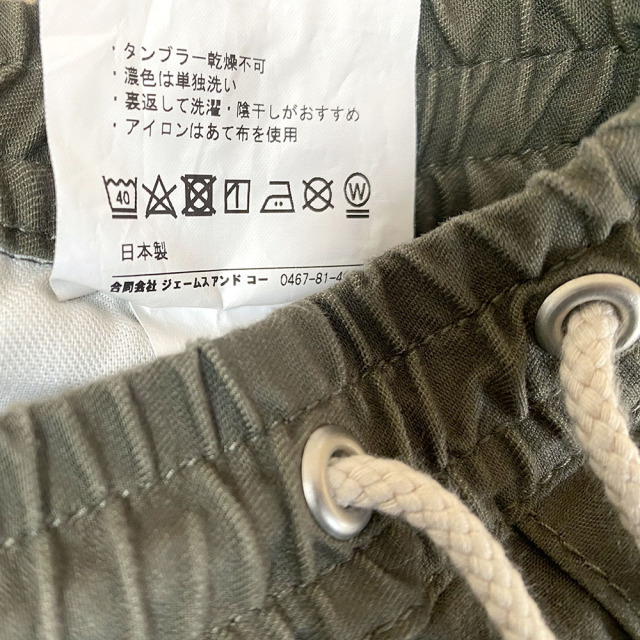 ・タンブラー乾燥不可
・濃色は単独洗い
・裏返して洗濯・陰干しがおすすめ
・アイロンはあて布を使用
40 W
日本製
合同会社 ジェームスアンド コー 0467-81-4